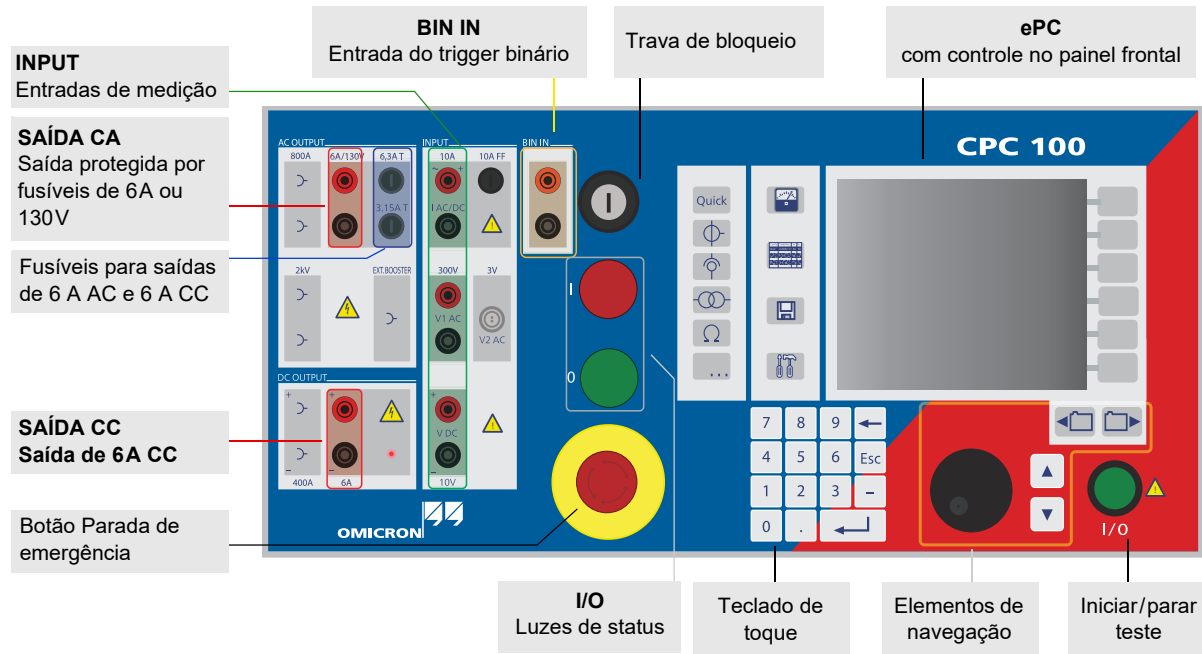 BIN IN
Entrada do trigger binário
Trava de bloqueio
ePC
com controle no painel frontal
INPUT
Entradas de medição
SAÍDA CA
Saída protegida por
fusíveis de 6A ou
130V
Fusíveis para saídas
de 6 A AC e 6 A CC
SAÍDA CC
Saída de 6A CC
Botão Parada de
emergência
AC OUTPUT
800A
6A/130V
6,3A T
3,15A T
2kV
EXT.BOOSTER
DC OUTPUT
+
+
-
-
400A
6A
INPUT
10A
10A FF
~
+
I AC/DC
300V
3V
V1 AC
V2 AC
+
V DC
-
10V
BIN IN
OMICRON
I
I
0
CPC 100
Quick
Ω
...
7 8 9
4 5 6 Esc
1 2 3 -
0 .
I/O
I/O
Luzes de status
Teclado de
toque
Elementos de
navegação
Iniciar/parar
teste